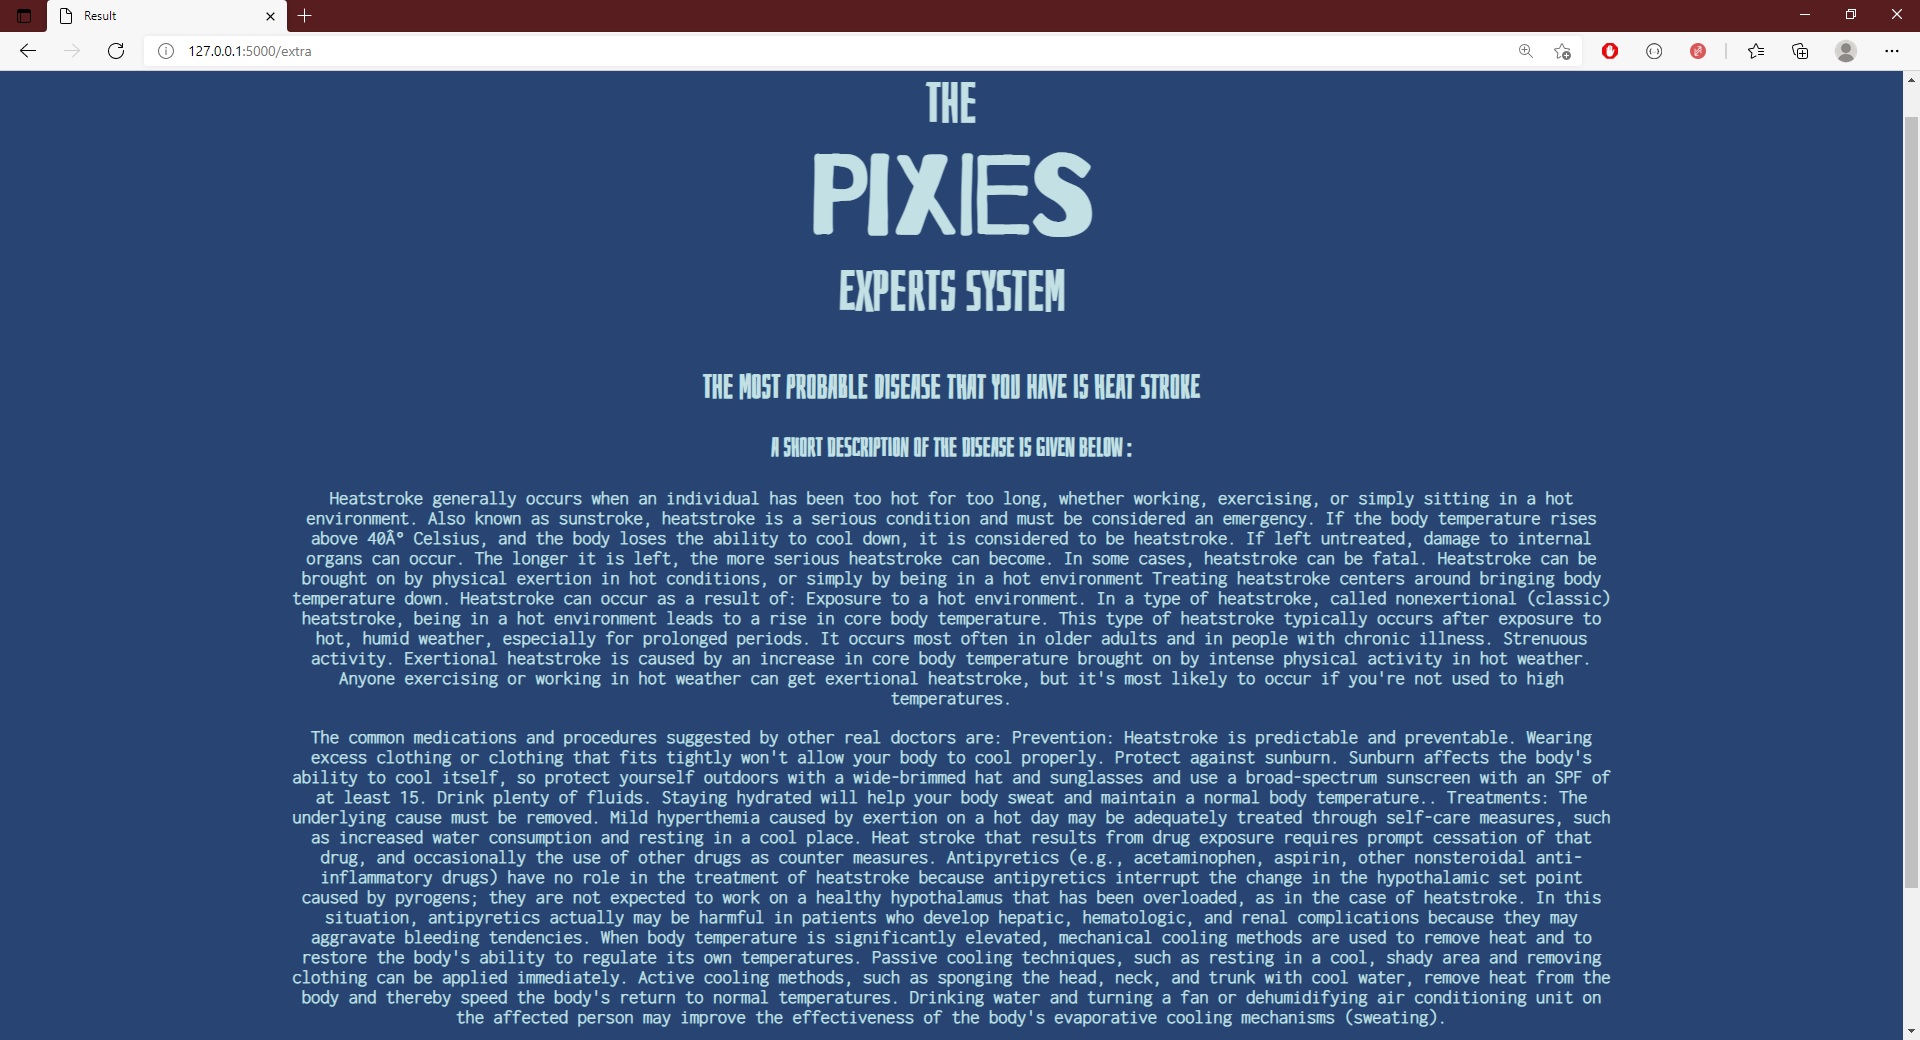 Result
127.0.0.1:5000/extra
THE
PIXIES
EXPERTS SYSTEM
THE MOST PROBABLE DISEASE THAT YOU HAVE IS HEAT STROKE
A SHORT DESCRIPTION OF THE DISEASE IS GIVEN BELOW :
Heatstroke generally occurs when an individual has been too hot for too long, whether working, exercising, or simply sitting in a hot
environment. Also known as sunstroke, heatstroke is a serious condition and must be considered an emergency. If the body temperature rises
above 40Â° Celsius, and the body loses the ability to cool down, it is considered to be heatstroke. If left untreated, damage to internal
organs can occur. The longer it is left, the more serious heatstroke can become. In some cases, heatstroke can be fatal. Heatstroke can be
brought on by physical exertion in hot conditions, or simply by being in a hot environment Treating heatstroke centers around bringing body
temperature down. Heatstroke can occur as a result of: Exposure to a hot environment. In a type of heatstroke, called nonexertional (classic)
heatstroke, being in a hot environment leads to a rise in core body temperature. This type of heatstroke typically occurs after exposure to
hot, humid weather, especially for prolonged periods. It occurs most often in older adults and in people with chronic illness. Strenuous
activity. Exertional heatstroke is caused by an increase in core body temperature brought on by intense physical activity in hot weather.
Anyone exercising or working in hot weather can get exertional heatstroke, but it's most likely to occur if you're not used to high
temperatures.
The common medications and procedures suggested by other real doctors are: Prevention: Heatstroke is predictable and preventable. Wearing
excess clothing or clothing that fits tightly won't allow your body to cool properly. Protect against sunburn. Sunburn affects the body's
ability to cool itself, so protect yourself outdoors with a wide-brimmed hat and sunglasses and use a broad-spectrum sunscreen with an SPF of
at least 15. Drink plenty of fluids. Staying hydrated will help your body sweat and maintain a normal body temperature.. Treatments: The
underlying cause must be removed. Mild hyperthemia caused by exertion on a hot day may be adequately treated through self-care measures, such
as increased water consumption and resting in a cool place. Heat stroke that results from drug exposure requires prompt cessation of that
drug, and occasionally the use of other drugs as counter measures. Antipyretics (e.g., acetaminophen, aspirin, other nonsteroidal anti-
inflammatory drugs) have no role in the treatment of heatstroke because antipyretics interrupt the change in the hypothalamic set point
caused by pyrogens; they are not expected to work on a healthy hypothalamus that has been overloaded, as in the case of heatstroke. In this
situation, antipyretics actually may be harmful in patients who develop hepatic, hematologic, and renal complications because they may
aggravate bleeding tendencies. When body temperature is significantly elevated, mechanical cooling methods are used to remove heat and to
restore the body's ability to regulate its own temperatures. Passive cooling techniques, such as resting in a cool, shady area and removing
clothing can be applied immediately. Active cooling methods, such as sponging the head, neck, and trunk with cool water, remove heat from the
body and thereby speed the body's return to normal temperatures. Drinking water and turning a fan or dehumidifying air conditioning unit on
the affected person may improve the effectiveness of the body's evaporative cooling mechanisms (sweating).